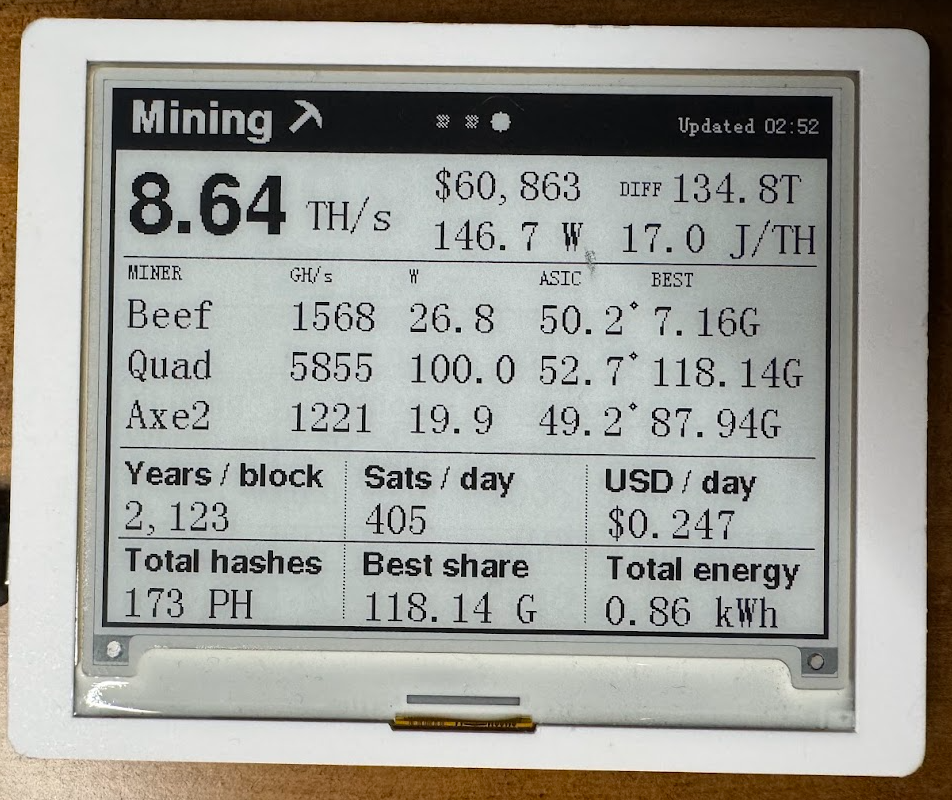 Mining Updated 02:52
8.64 TH/s $60,863 DIFF 134.8T
146.7 W 17.0 J/TH
MINER GH/s W ASIC BEST
Beef 1568 26.8 50.2° 7.16G
Quad 5855 100.0 52.7° 118.14G
Axe2 1221 19.9 49.2° 87.94G
Years / block Sats / day USD / day
2,123 405 $0.247
Total hashes Best share Total energy
173 PH 118.14 G 0.86 kWh